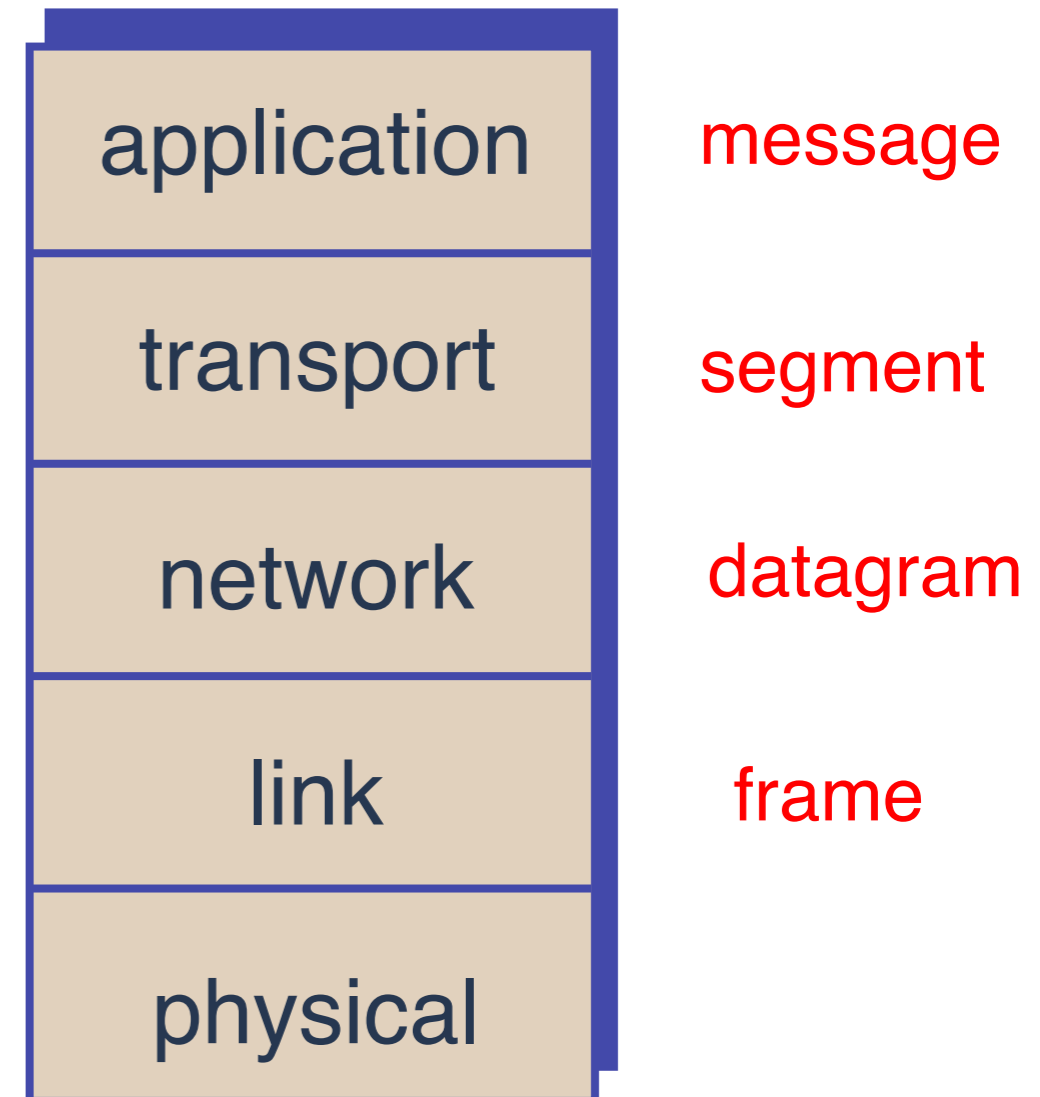 application message
transport segment
network datagram
link frame
physical